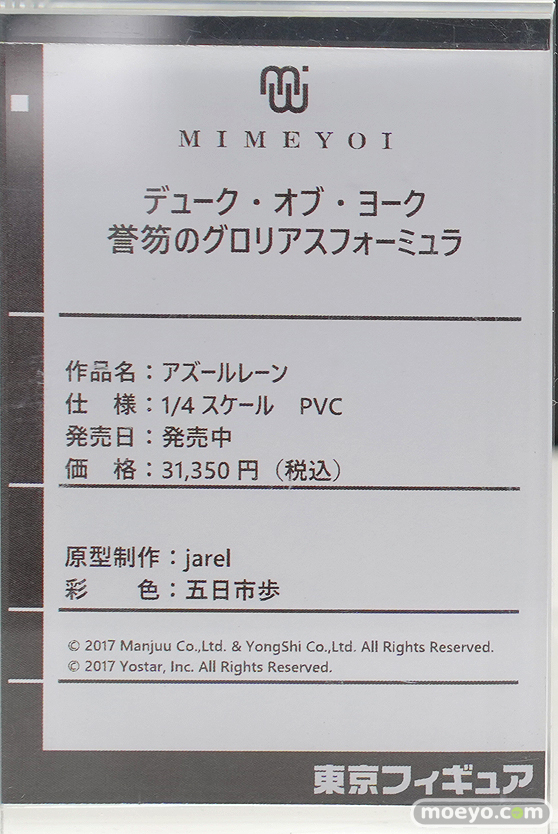 mw
MIMEYOI
デューク・オブ・ヨーク
誉笏のグロリアスフォーミュラ
作品名：アズールレーン
仕　様：1/4 スケール　PVC
発売日：発売中
価　格：31,350 円（税込）
原型制作：jarel
彩　　色：五日市歩
© 2017 Manjuu Co.,Ltd. & YongShi Co.,Ltd. All Rights Reserved.
© 2017 Yostar, Inc. All Rights Reserved.
東京フィギュア
moeyo.com